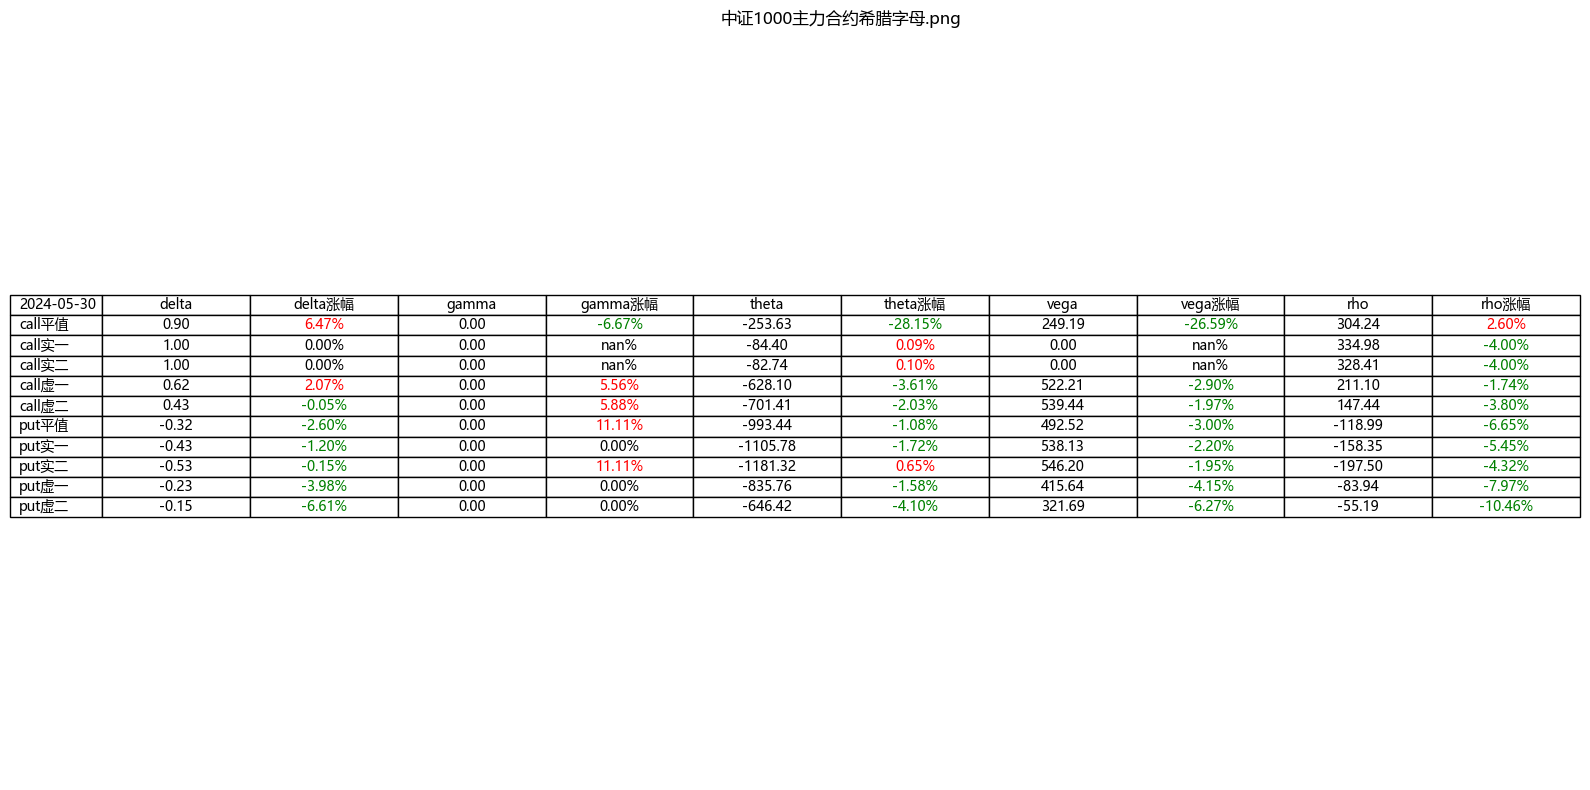 中证1000主力合约希腊字母.png
2024-05-30 delta delta涨幅 gamma gamma涨幅 theta theta涨幅 vega vega涨幅 rho rho涨幅
call平值 0.90 6.47% 0.00 -6.67% -253.63 -28.15% 249.19 -26.59% 304.24 2.60%
call实一 1.00 0.00% 0.00 nan% -84.40 0.09% 0.00 nan% 334.98 -4.00%
call实二 1.00 0.00% 0.00 nan% -82.74 0.10% 0.00 nan% 328.41 -4.00%
call虚一 0.62 2.07% 0.00 5.56% -628.10 -3.61% 522.21 -2.90% 211.10 -1.74%
call虚二 0.43 -0.05% 0.00 5.88% -701.41 -2.03% 539.44 -1.97% 147.44 -3.80%
put平值 -0.32 -2.60% 0.00 11.11% -993.44 -1.08% 492.52 -3.00% -118.99 -6.65%
put实一 -0.43 -1.20% 0.00 0.00% -1105.78 -1.72% 538.13 -2.20% -158.35 -5.45%
put实二 -0.53 -0.15% 0.00 11.11% -1181.32 0.65% 546.20 -1.95% -197.50 -4.32%
put虚一 -0.23 -3.98% 0.00 0.00% -835.76 -1.58% 415.64 -4.15% -83.94 -7.97%
put虚二 -0.15 -6.61% 0.00 0.00% -646.42 -4.10% 321.69 -6.27% -55.19 -10.46%